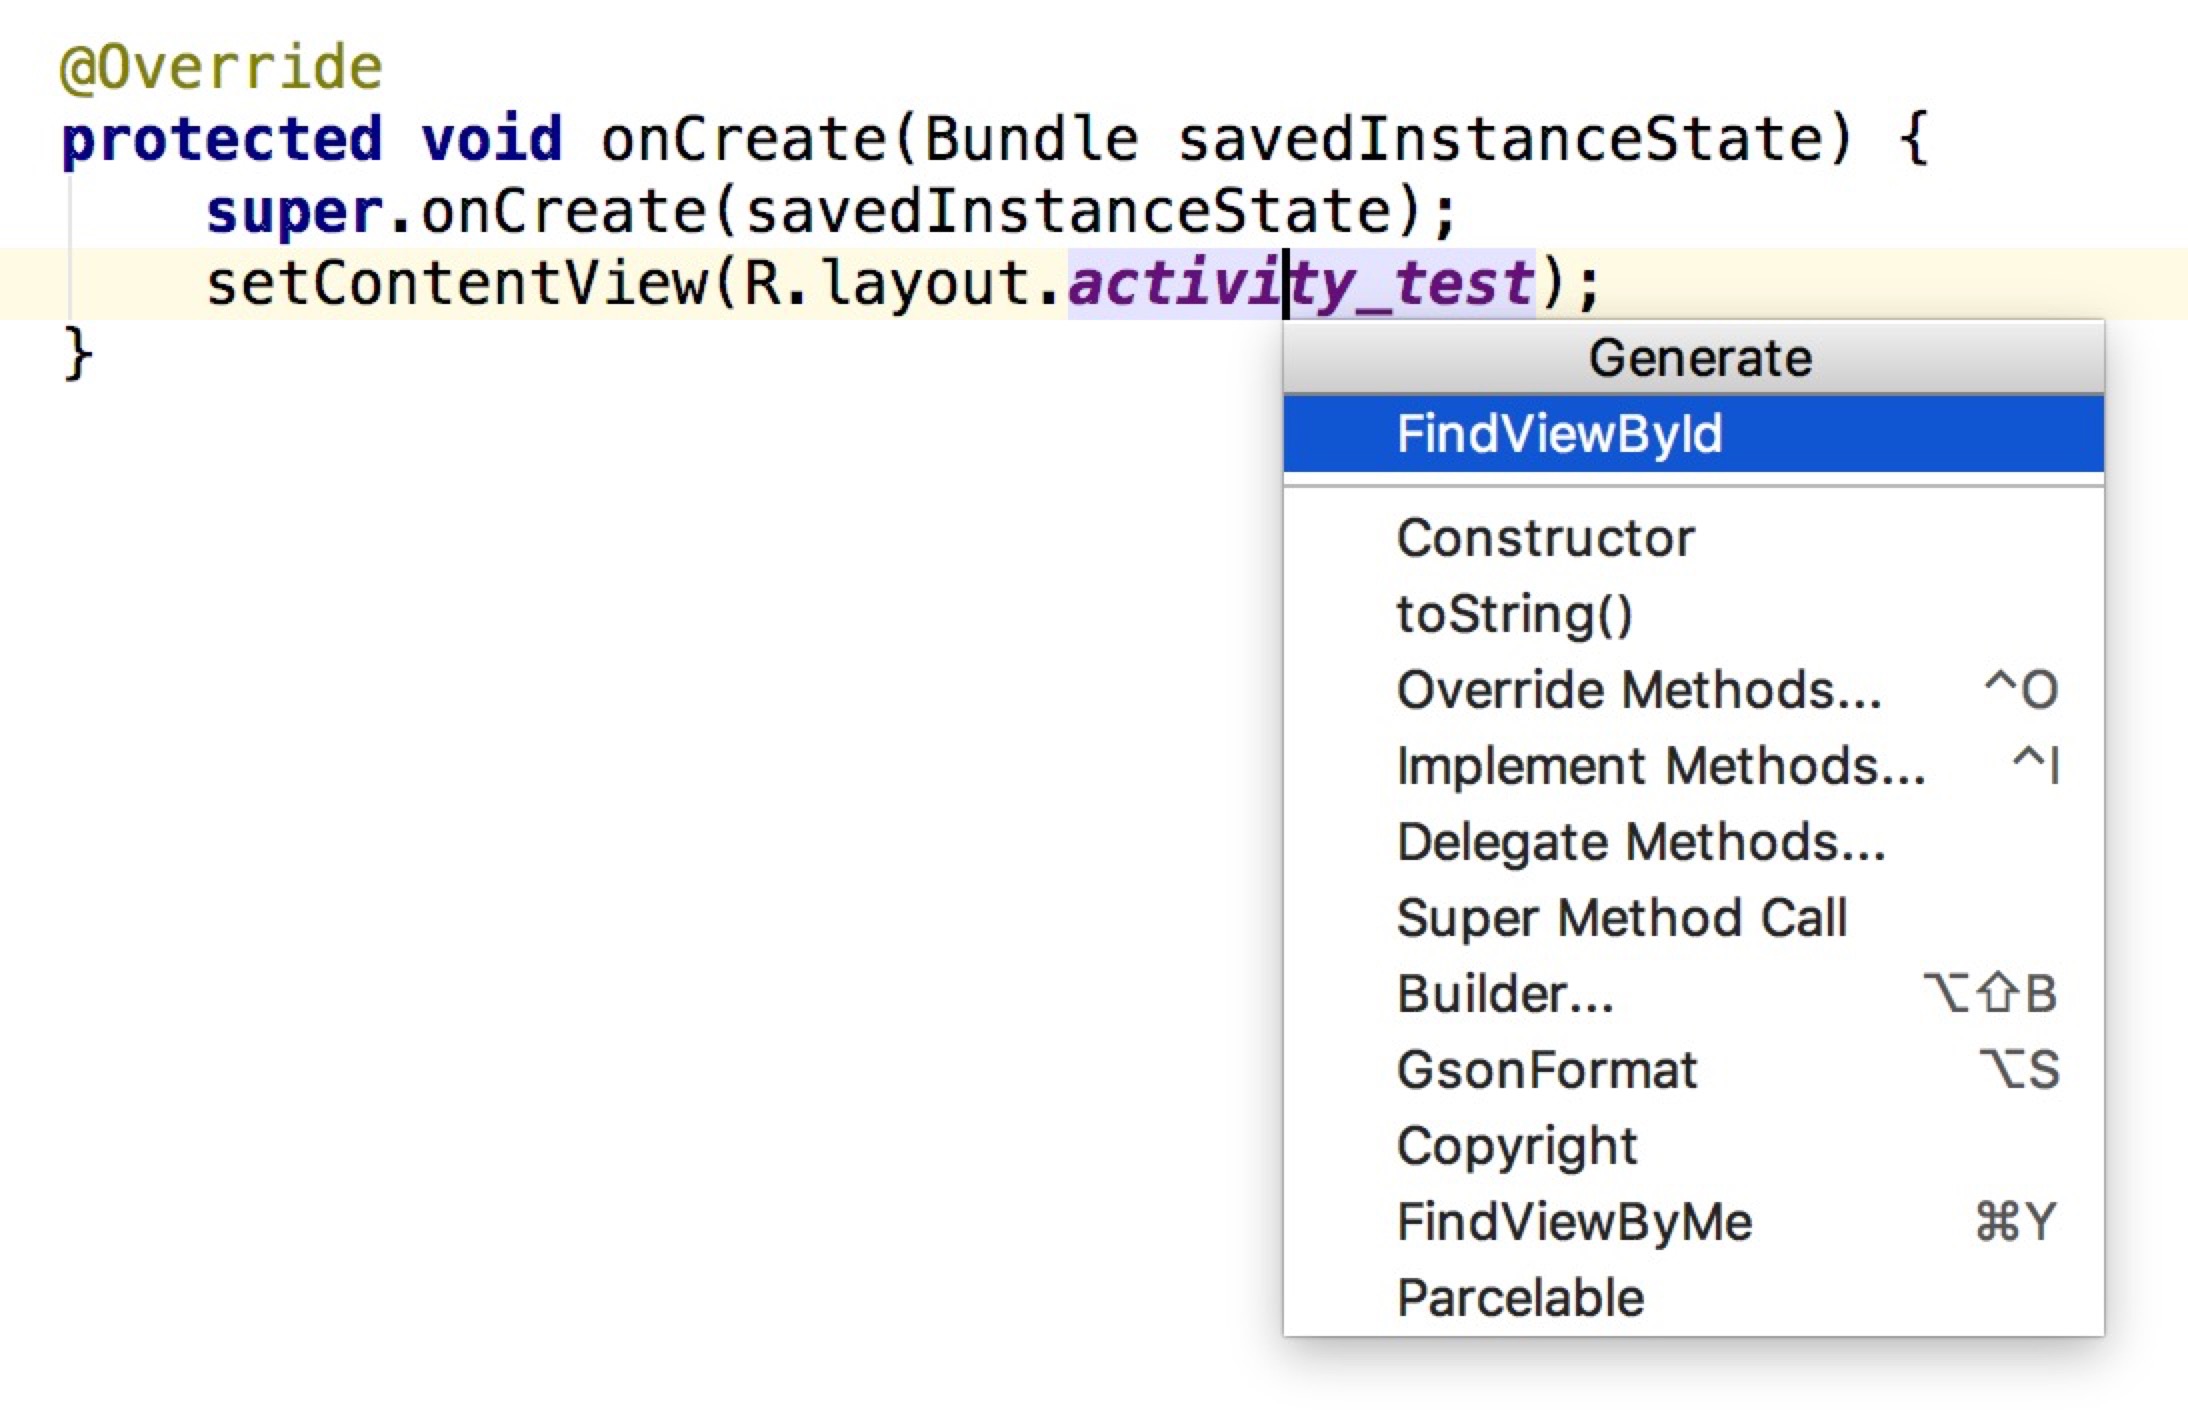 @Override
protected void onCreate(Bundle savedInstanceState) {
    super.onCreate(savedInstanceState);
    setContentView(R.layout.activity_test);
}
Generate
FindViewById
Constructor
toString()
Override Methods... ^O
Implement Methods... ^I
Delegate Methods...
Super Method Call
Builder... ⌥⇧B
GsonFormat ⌥S
Copyright
FindViewByMe ⌘Y
Parcelable